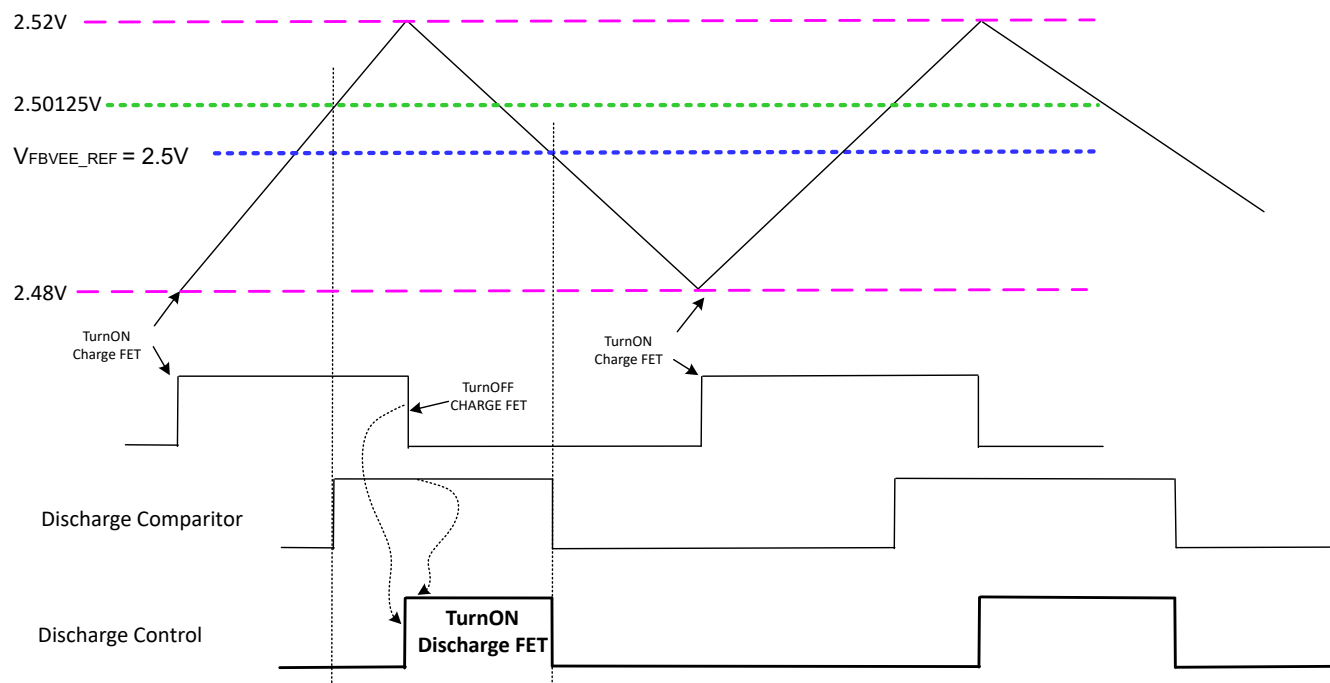 2.52V
2.50125V
VFBVEE_REF = 2.5V
2.48V
TurnON
Charge FET
TurnON
Charge FET
TurnOFF
CHARGE FET
Discharge Comparitor
Discharge Control
TurnON
Discharge FET